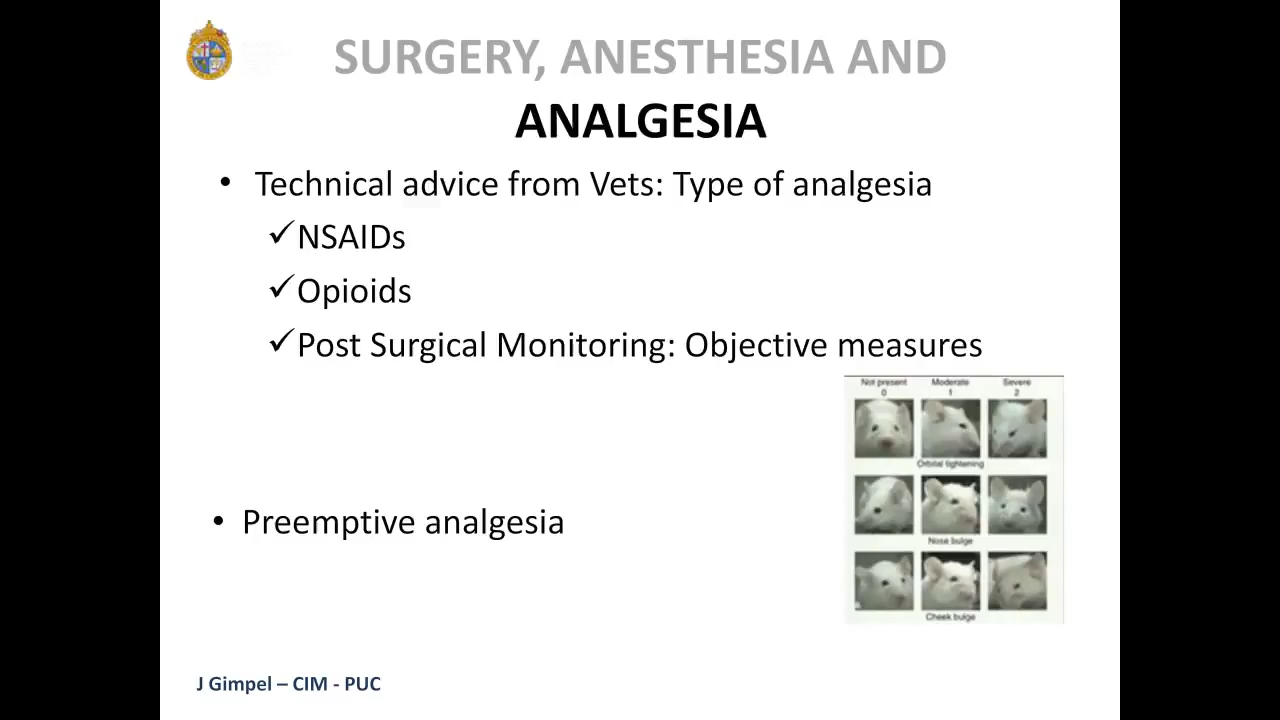 SURGERY, ANESTHESIA AND
ANALGESIA
• Technical advice from Vets: Type of analgesia
✓NSAIDs
✓Opioids
✓Post Surgical Monitoring: Objective measures
Not present Moderate Severe
0 1 2
Orbital tightening
Nose bulge
Cheek bulge
• Preemptive analgesia
J Gimpel – CIM - PUC